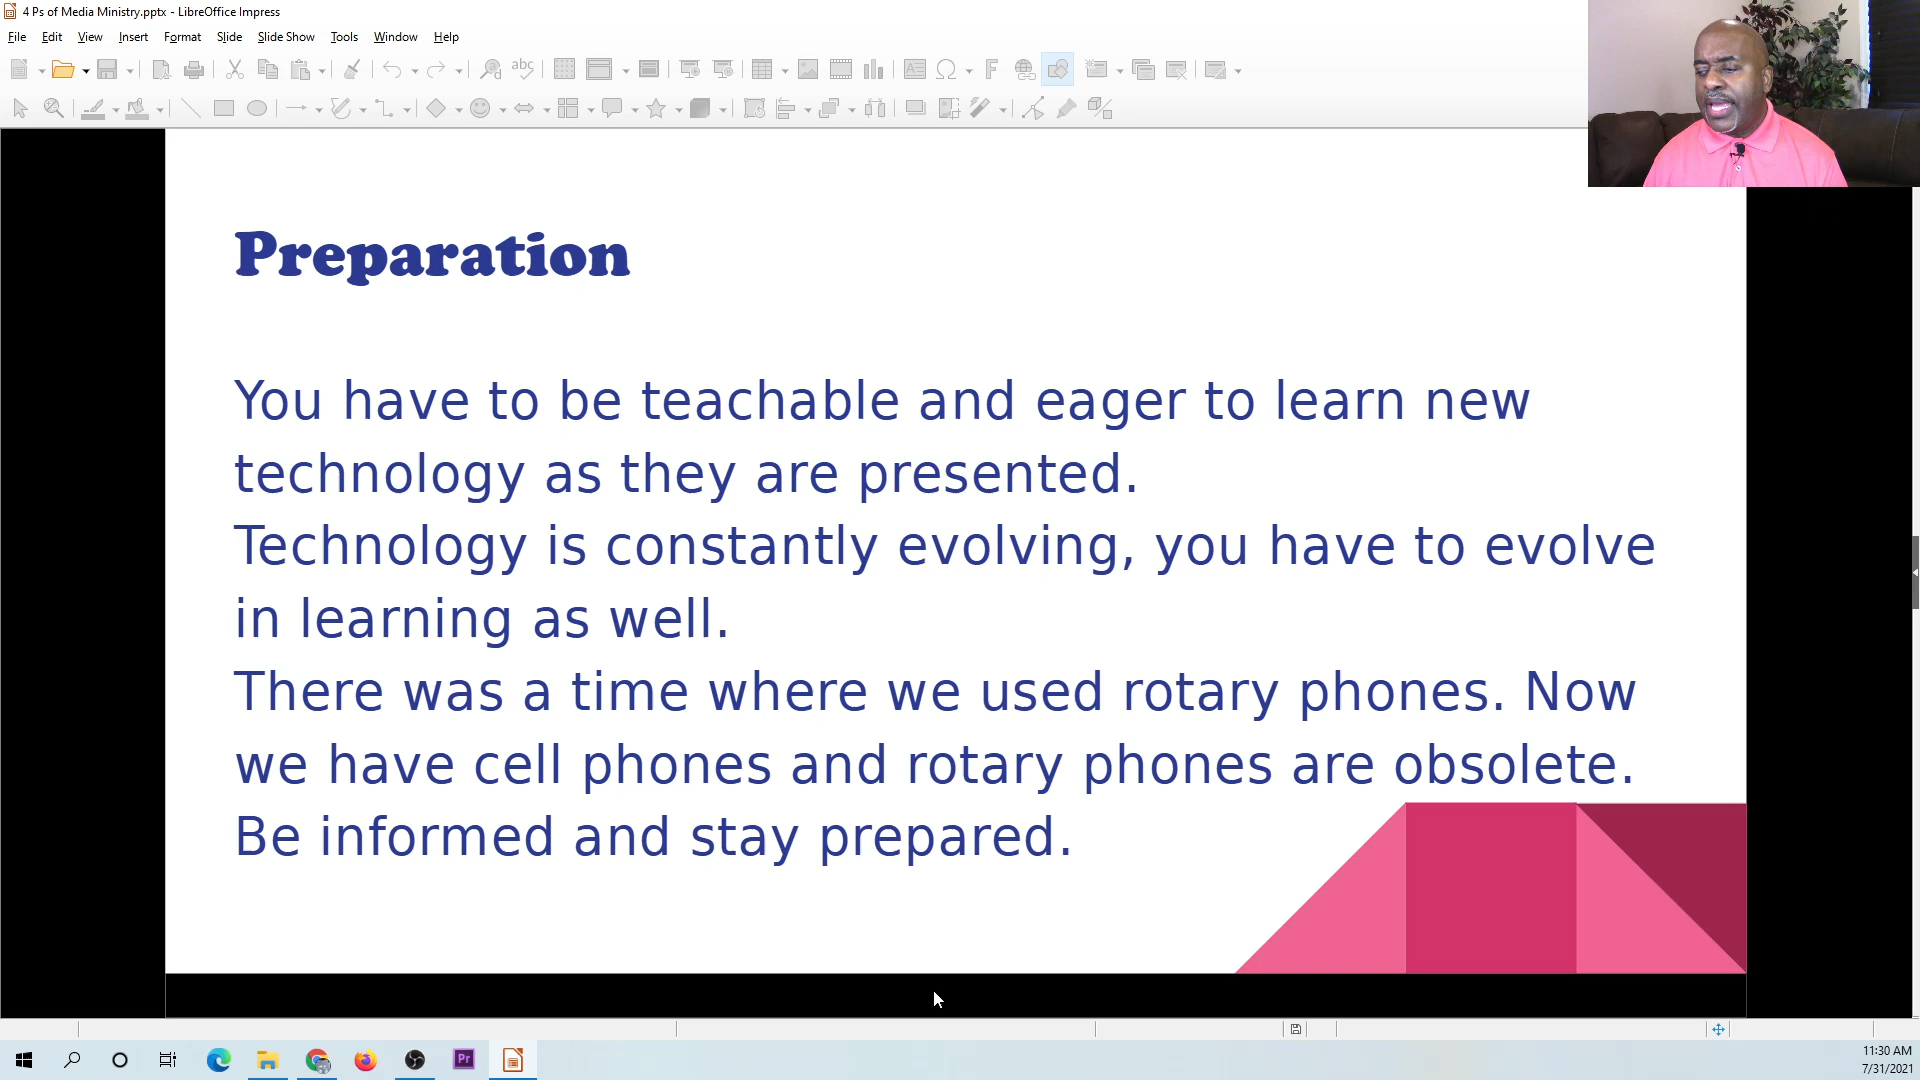 4 Ps of Media Ministry.pptx - LibreOffice Impress
File Edit View Insert Format Slide Slide Show Tools Window Help
abc
Preparation
You have to be teachable and eager to learn new
technology as they are presented.
Technology is constantly evolving, you have to evolve
in learning as well.
There was a time where we used rotary phones. Now
we have cell phones and rotary phones are obsolete.
Be informed and stay prepared.
Pr
11:30 AM
7/31/2021